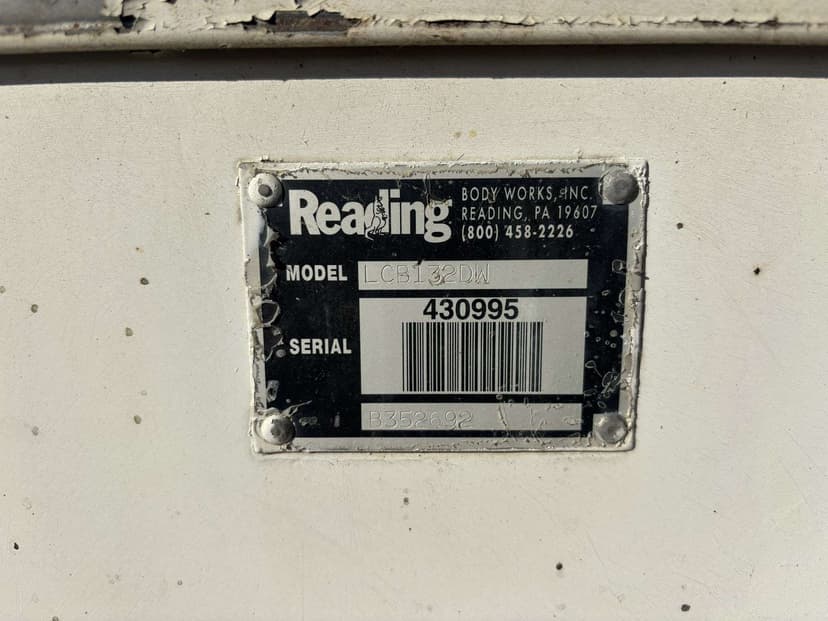 Reading
BODY WORKS, INC.
READING, PA 19607
(800) 458-2226
MODEL LCB132DW
430995
SERIAL
B352692